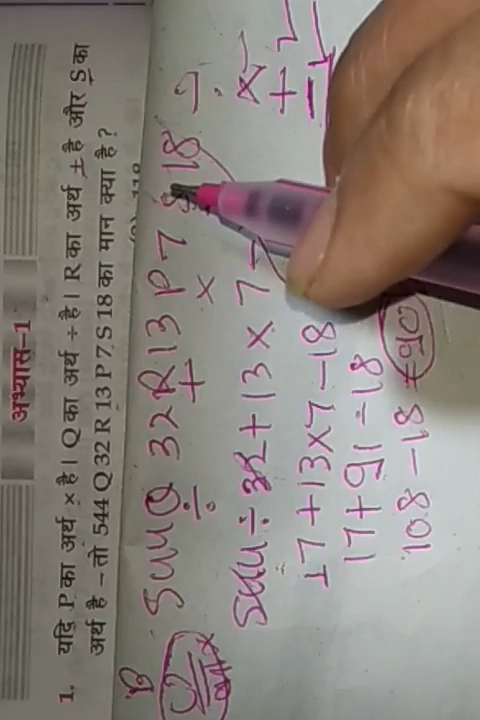 अभ्यास-1
1. यदि P का अर्थ × है। Q का अर्थ ÷ है। R का अर्थ ± है और S का
अर्थ है – तो 544 Q 32 R 13 P 7 S 18 का मान क्या है?
544 Q 32 R 13 P 7 S 18
÷ + ×
544 ÷ 32 + 13 × 7 -
17 + 13 × 7 - 18
17 + 91 - 18
108 - 18 = 90
÷
×
+
-